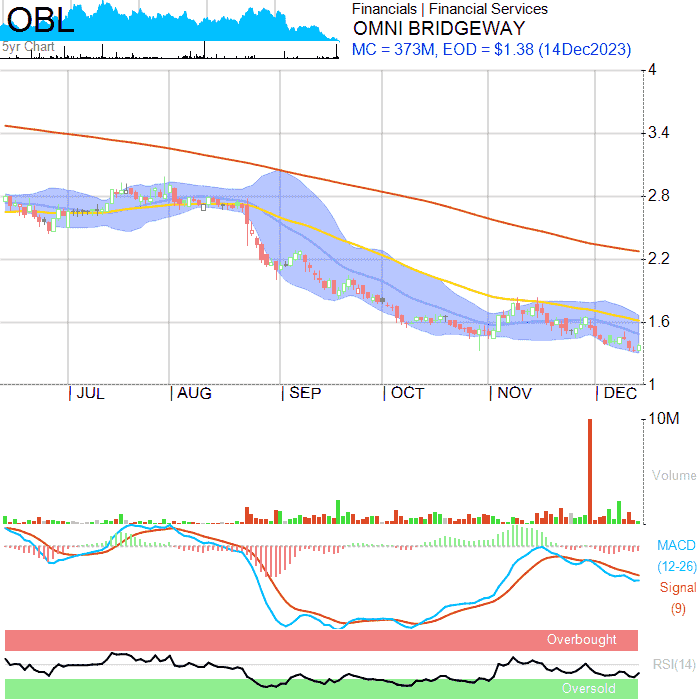 OBL
5yr Chart
Financials | Financial Services
OMNI BRIDGEWAY
MC = 373M, EOD = $1.38 (14Dec2023)
4
3.4
2.8
2.2
1.6
1
JUL
AUG
SEP
OCT
NOV
DEC
10M
Volume
MACD
(12-26)
Signal
(9)
Overbought
RSI(14)
Oversold